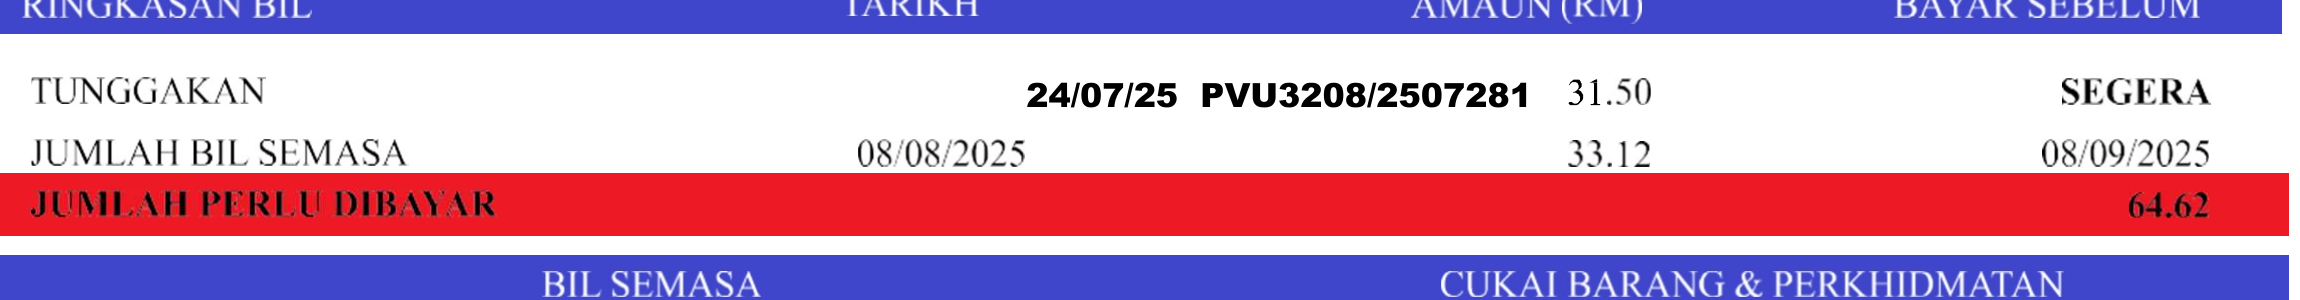 RINGKASAN BIL TARIKH AMAUN (RM) BAYAR SEBELUM
TUNGGAKAN 24/07/25 PVU3208/2507281 31.50 SEGERA
JUMLAH BIL SEMASA 08/08/2025 33.12 08/09/2025
JUMLAH PERLU DIBAYAR 64.62
BIL SEMASA CUKAI BARANG & PERKHIDMATAN